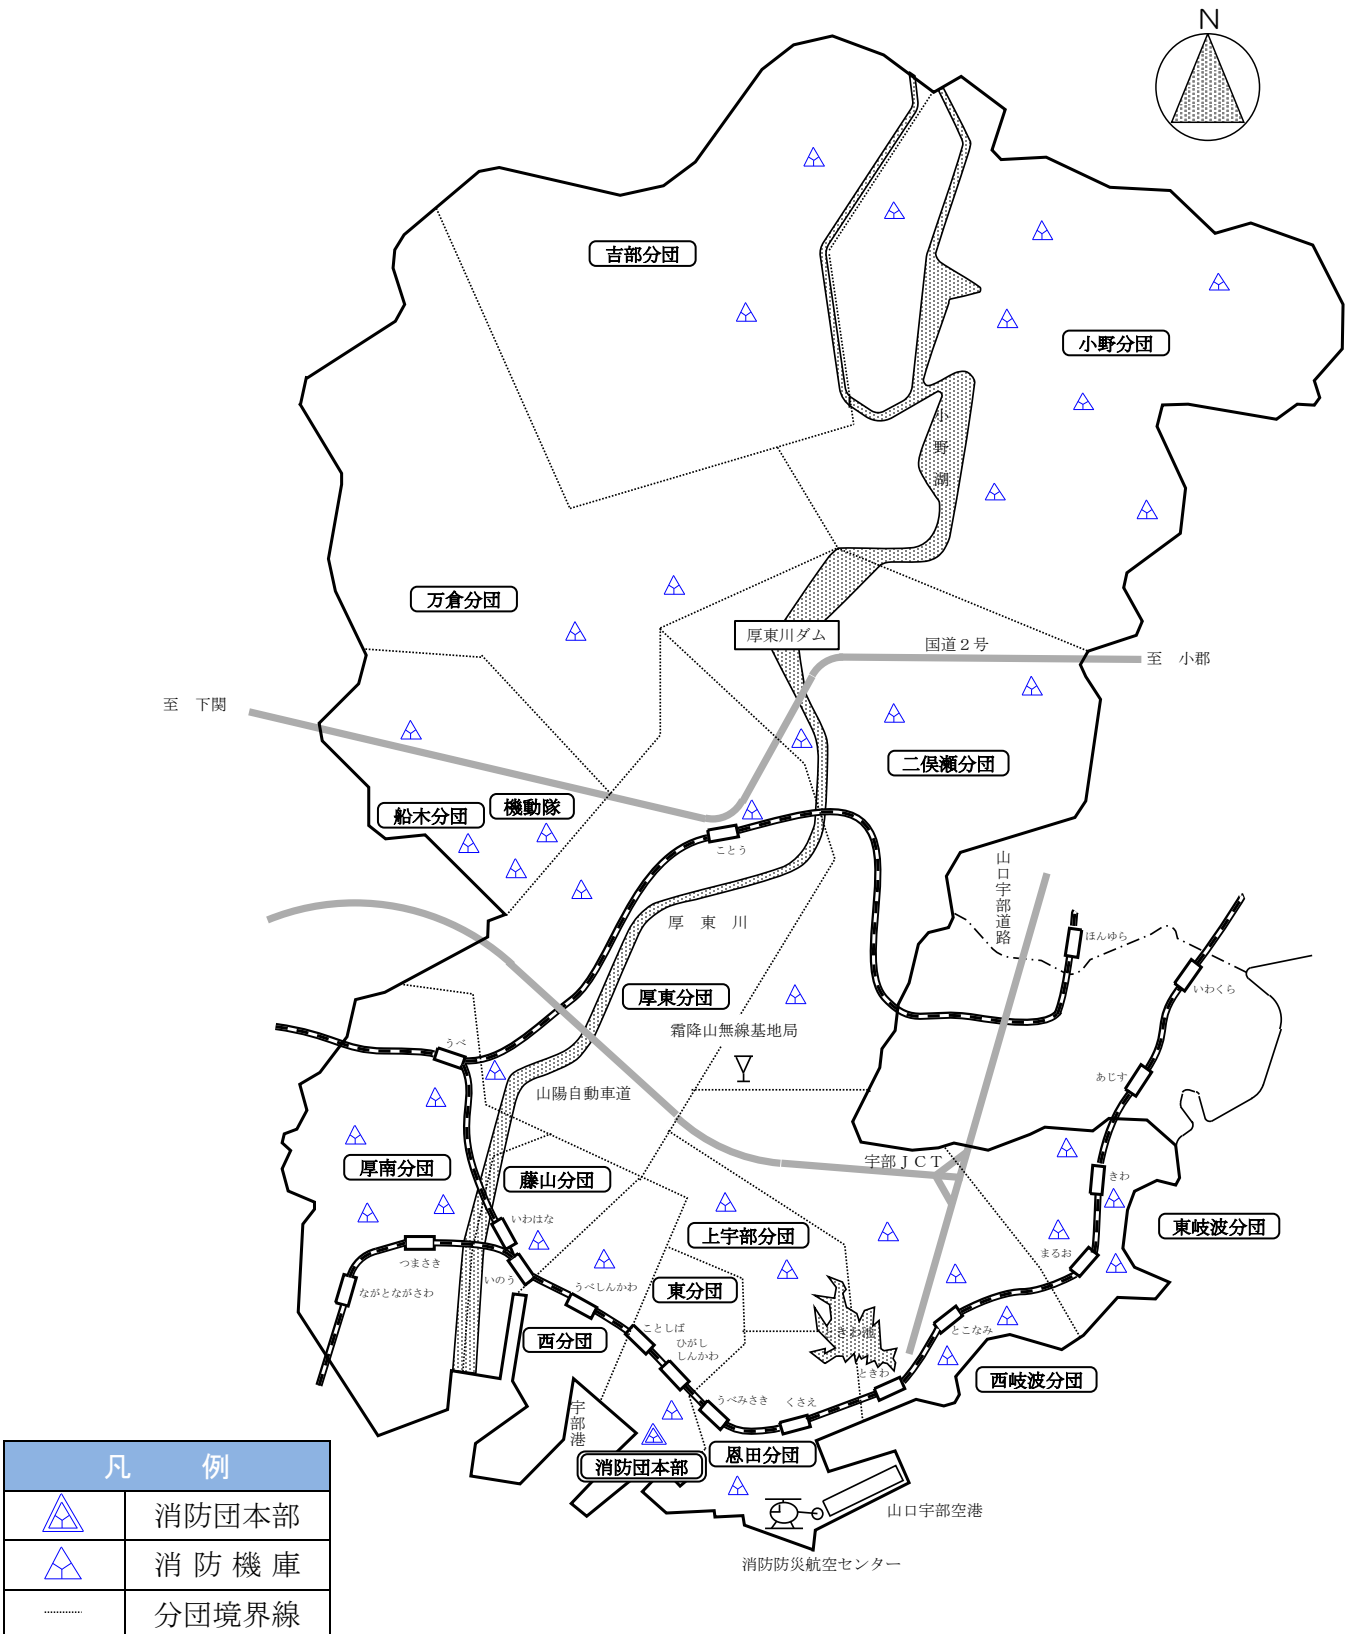 N
吉部分団
小野分団
小野湖
万倉分団
厚東川ダム
国道２号
至　小郡
至　下関
二俣瀬分団
機動隊
船木分団
ことう
山口宇部道路
厚　東　川
ほんゆら
いわくら
厚東分団
霜降山無線基地局
うべ
山陽自動車道
あじす
厚南分団
藤山分団
宇部ＪＣＴ
きわ
いわはな
上宇部分団
東岐波分団
つまさき
いのう
まるお
ながとながさわ
うべしんかわ
東分団
西分団
ことしば
ときわ湖
とこなみ
ひがし
しんかわ
ときわ
西岐波分団
うべみさき
くさえ
宇部港
恩田分団
消防団本部
山口宇部空港
消防防災航空センター
凡　例
消防団本部
消防機庫
分団境界線